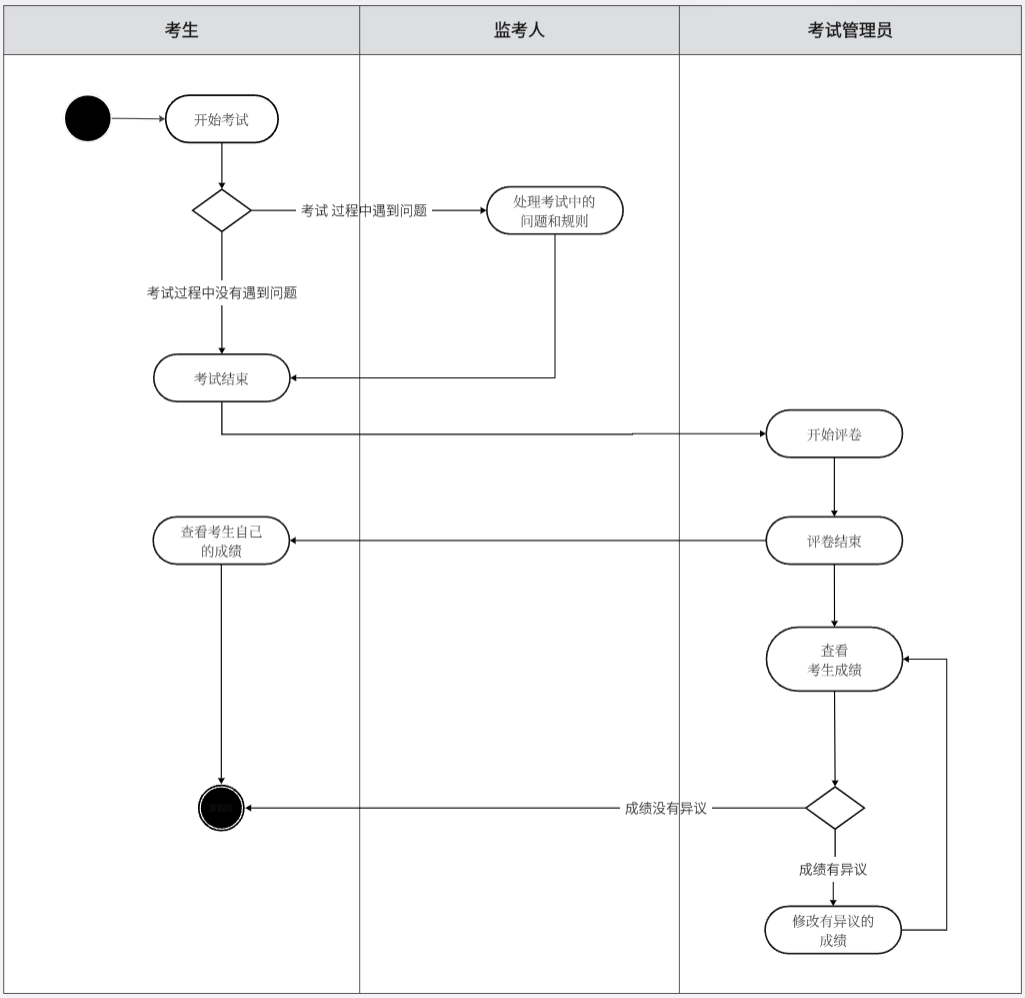 考生
监考人
考试管理员
开始考试
考试 过程中遇到问题
处理考试中的
问题和规则
考试过程中没有遇到问题
考试结束
开始评卷
查看考生自己
的成绩
评卷结束
查看
考生成绩
成绩没有异议
成绩有异议
修改有异议的
成绩